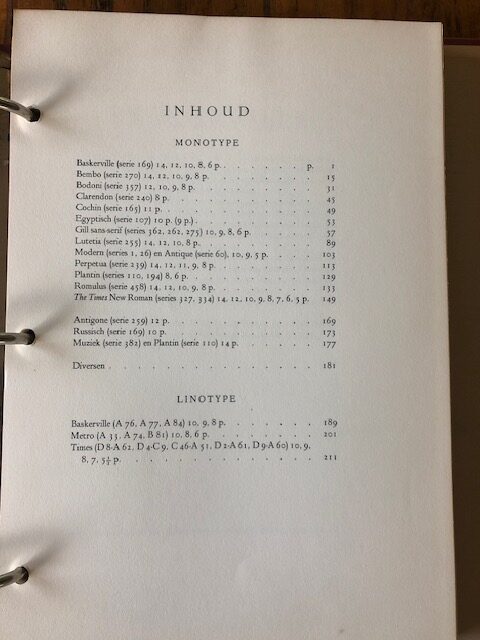 INHOUD
MONOTYPE
Baskerville (serie 169) 14, 12, 10, 8, 6 p. . . . . . . p. 1
Bembo (serie 270) 14, 12, 10, 9, 8 p. . . . . . . . 15
Bodoni (serie 357) 12, 10, 9, 8 p. . . . . . . . . 31
Clarendon (serie 240) 8 p. . . . . . . . . . 45
Cochin (serie 165) 11 p. . . . . . . . . . 49
Egyptisch (serie 107) 10 p. (9 p.) . . . . . . . . 53
Gill sans-serif (series 362, 262, 275) 10, 9, 8, 6 p. . . . . . 57
Lutetia (serie 255) 14, 12, 10, 8 p. . . . . . . . 89
Modern (series 1, 26) en Antique (serie 60), 10, 9, 5 p. . . . . 103
Perpetua (serie 239) 14, 12, 11, 9, 8 p. . . . . . . 113
Plantin (series 110, 194) 8, 6 p. . . . . . . . . 129
Romulus (serie 458) 14, 12, 10, 9, 8 p. . . . . . . 133
The Times New Roman (series 327, 334) 14, 12, 10, 9, 8, 7, 6, 5 p. 149
Antigone (serie 259) 12 p. . . . . . . . . . 169
Russisch (serie 169) 10 p. . . . . . . . . . 173
Muziek (serie 382) en Plantin (serie 110) 14 p. . . . . . 177
Diversen . . . . . . . . . . . . 181
LINOTYPE
Baskerville (A 76, A 77, A 84) 10, 9, 8 p. . . . . . . 189
Metro (A 35, A 74, B 81) 10, 8, 6 p. . . . . . . . 201
Times (D 8-A 62, D 4-C 9, C 46-A 51, D 2-A 61, D 9-A 60) 10, 9,
8, 7, 5½ p. . . . . . . . . . . . 211